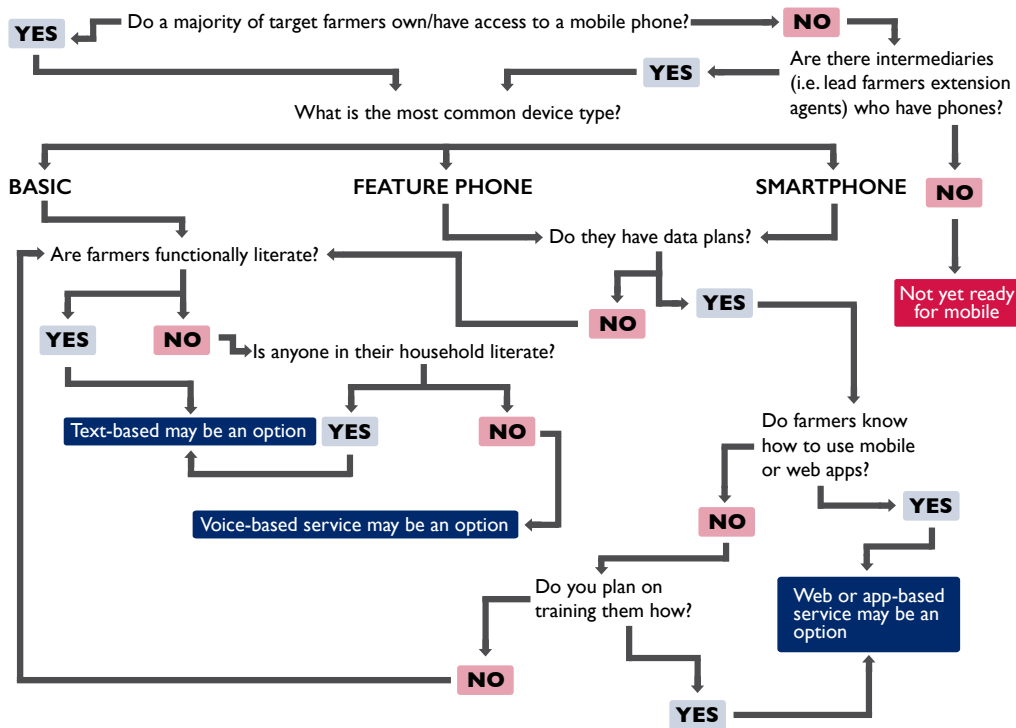 Do a majority of target farmers own/have access to a mobile phone?
YES
NO
Are there intermediaries
(i.e. lead farmers extension
agents) who have phones?
YES
What is the most common device type?
BASIC
FEATURE PHONE
SMARTPHONE
NO
Are farmers functionally literate?
Do they have data plans?
Not yet ready
for mobile
YES
NO
NO
YES
Is anyone in their household literate?
Text-based may be an option
YES
NO
Do farmers know
how to use mobile
or web apps?
Voice-based service may be an option
NO
YES
Do you plan on
training them how?
Web or app-based
service may be an
option
NO
YES